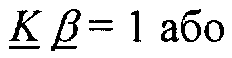 K β = 1 або